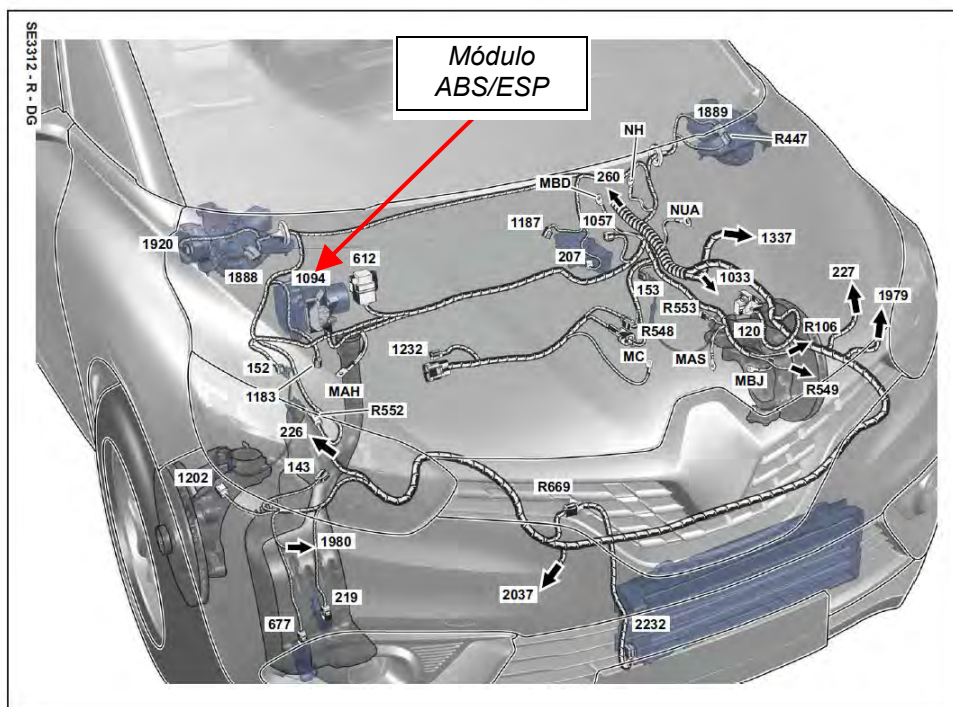 SE3312 - R - DG
Módulo
ABS/ESP
1889
NH
R447
260
MBD
1187
1057
NUA
1920
1337
1888
1094
612
207
1033
227
1979
153
R553
120
R106
R548
1232
MC
MAS
152
MAH
MBJ
R549
1183
R552
226
143
1202
R669
1980
219
2037
677
2232